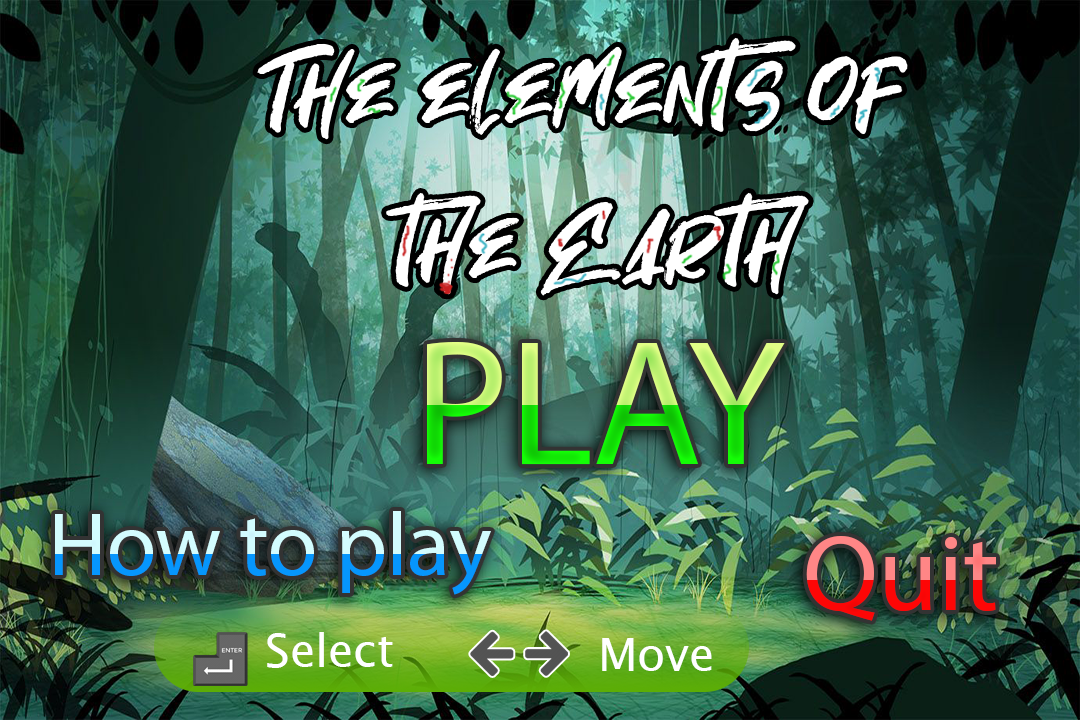 THE ELEMENTS OF
THE EARTH
PLAY
How to play
Quit
ENTER
Select
Move